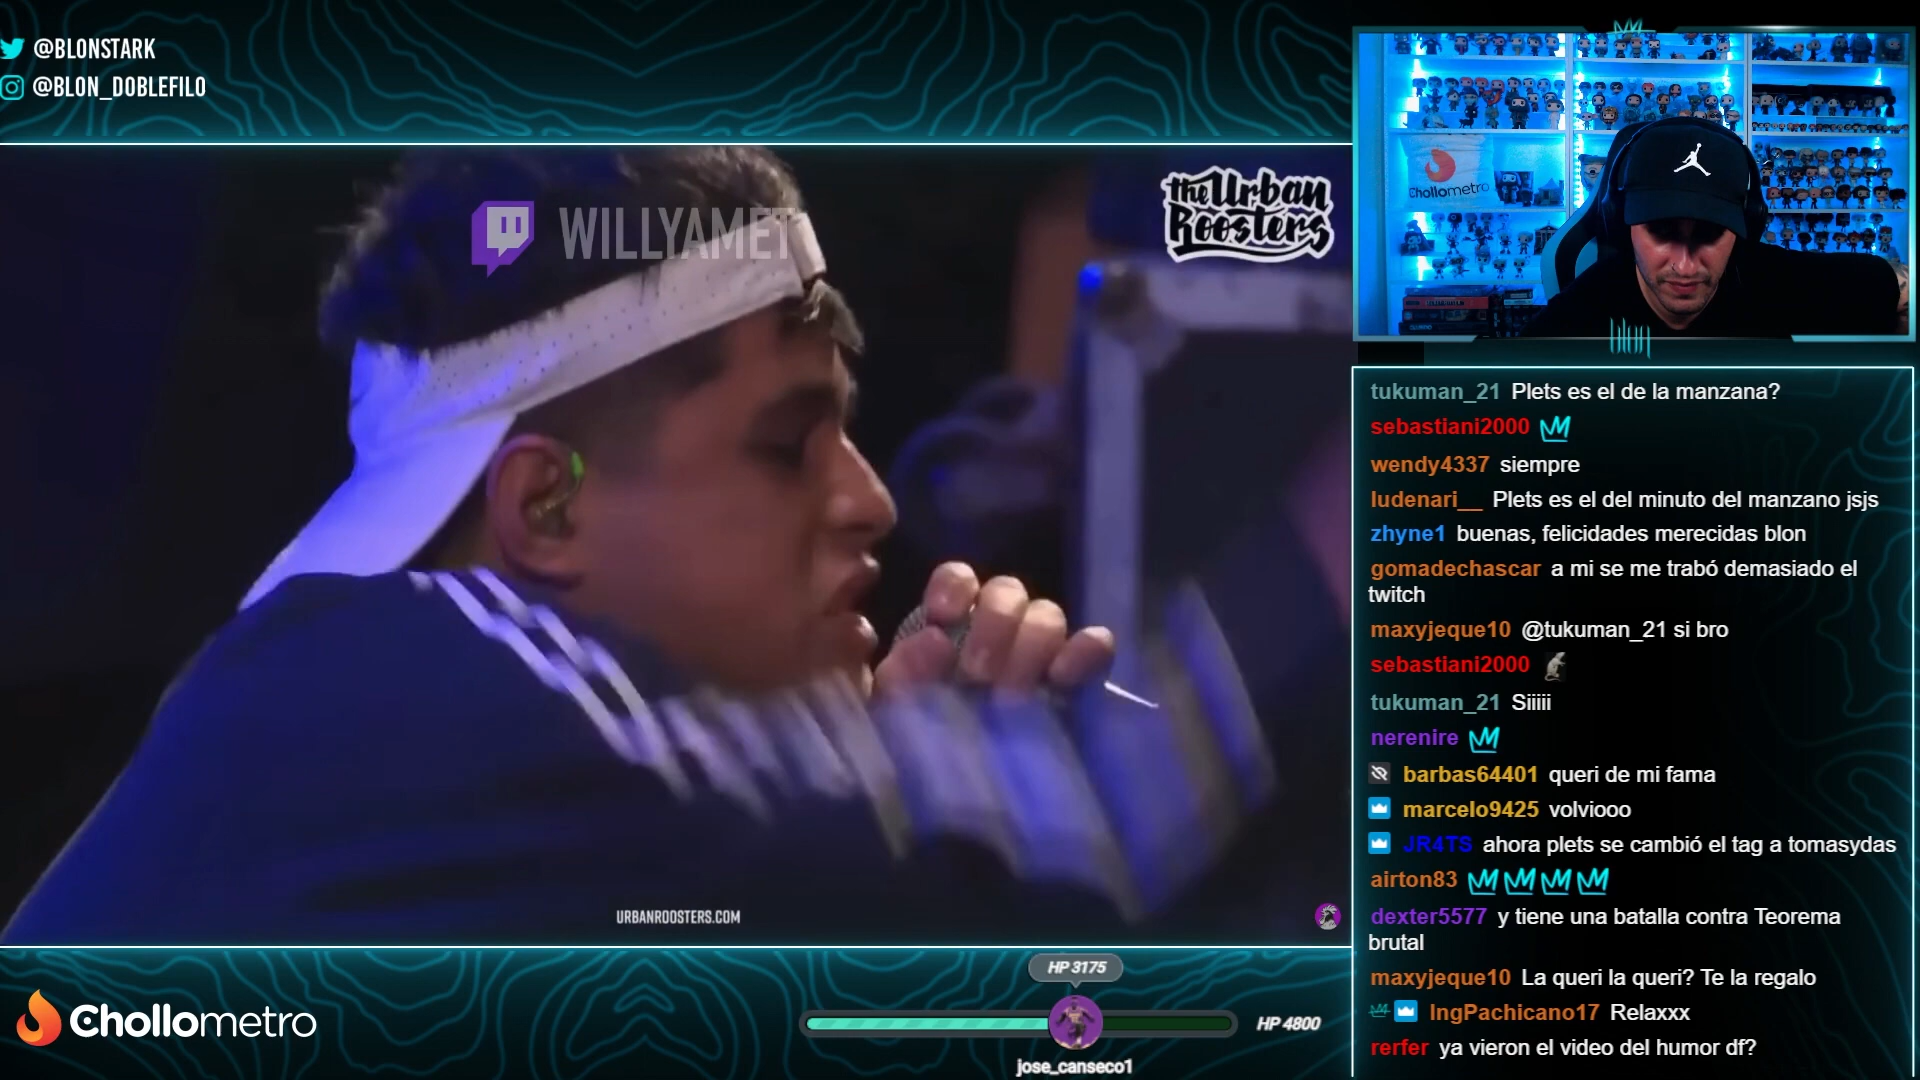 @BLONSTARK
@BLON_DOBLEFILO
WILLYAMET
the Urban
Roosters
Chollometro
tukuman_21 Plets es el de la manzana?
sebastiani2000
wendy4337 siempre
ludenari__ Plets es el del minuto del manzano jsjs
zhyne1 buenas, felicidades merecidas blon
gomadechascar a mi se me trabó demasiado el
twitch
maxyjeque10 @tukuman_21 si bro
sebastiani2000
tukuman_21 Siiiii
nerenire
barbas64401 queri de mi fama
marcelo9425 volviooo
JR4TS ahora plets se cambió el tag a tomasydas
airton83
dexter5577 y tiene una batalla contra Teorema
brutal
maxyjeque10 La queri la queri? Te la regalo
IngPachicano17 Relaxxx
rerfer ya vieron el video del humor df?
URBANROOSTERS.COM
HP 3175
Chollometro
HP 4800
jose_canseco1